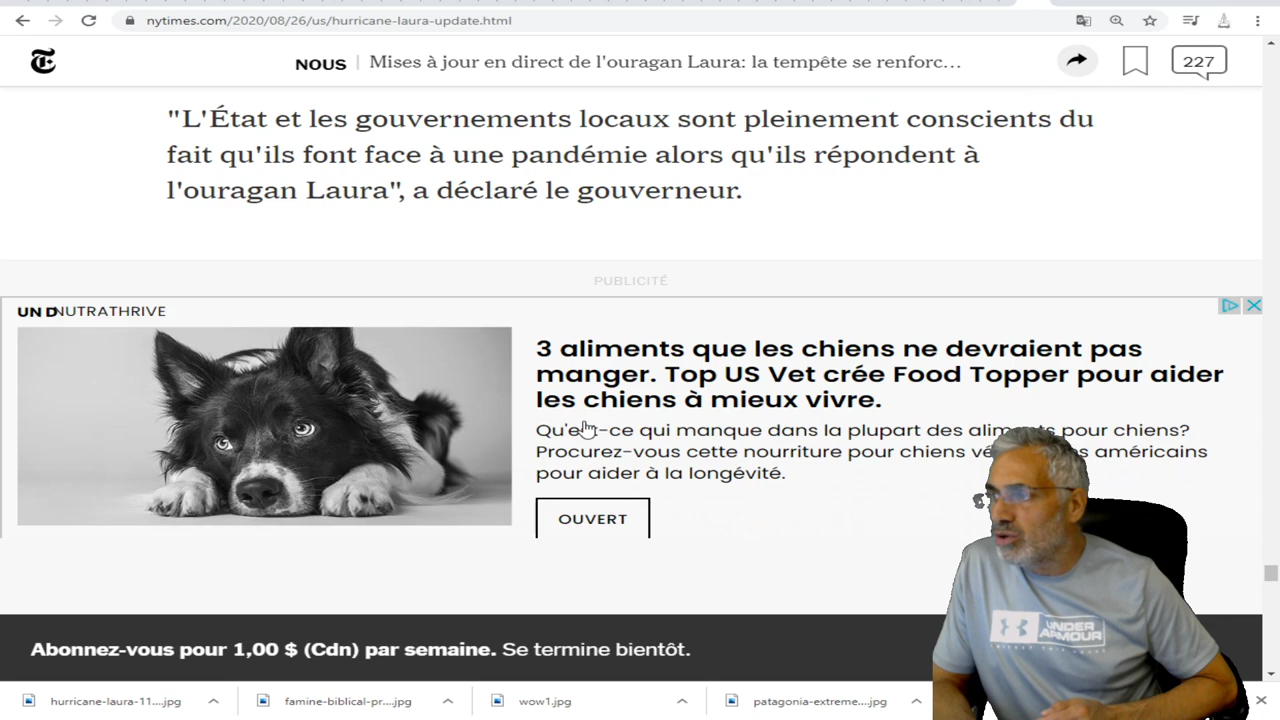 nytimes.com/2020/08/26/us/hurricane-laura-update.html
NOUS | Mises à jour en direct de l'ouragan Laura: la tempête se renforc...
227
"L'État et les gouvernements locaux sont pleinement conscients du
fait qu'ils font face à une pandémie alors qu'ils répondent à
l'ouragan Laura", a déclaré le gouverneur.
PUBLICITÉ
UN D NUTRATHRIVE
3 aliments que les chiens ne devraient pas
manger. Top US Vet crée Food Topper pour aider
les chiens à mieux vivre.
Qu'est-ce qui manque dans la plupart des aliments pour chiens?
Procurez-vous cette nourriture pour chiens américains
pour aider à la longévité.
OUVERT
UNDER
ARMOUR
Abonnez-vous pour 1,00 $ (Cdn) par semaine. Se termine bientôt.
hurricane-laura-11....jpg
famine-biblical-pr....jpg
wow1.jpg
patagonia-extreme....jpg